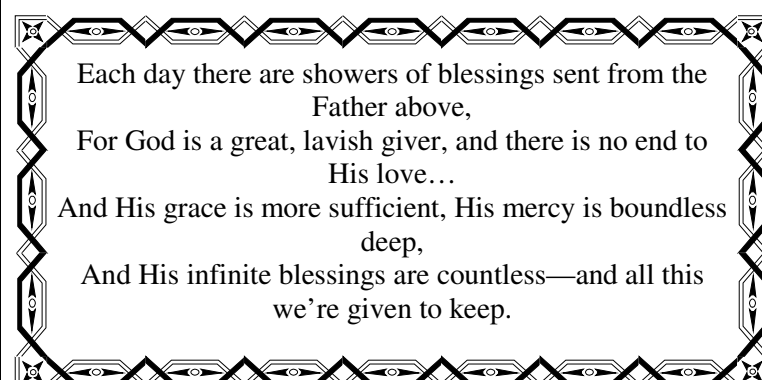 Each day there are showers of blessings sent from the
Father above,
For God is a great, lavish giver, and there is no end to
His love…
And His grace is more sufficient, His mercy is boundless
deep,
And His infinite blessings are countless—and all this
we’re given to keep.